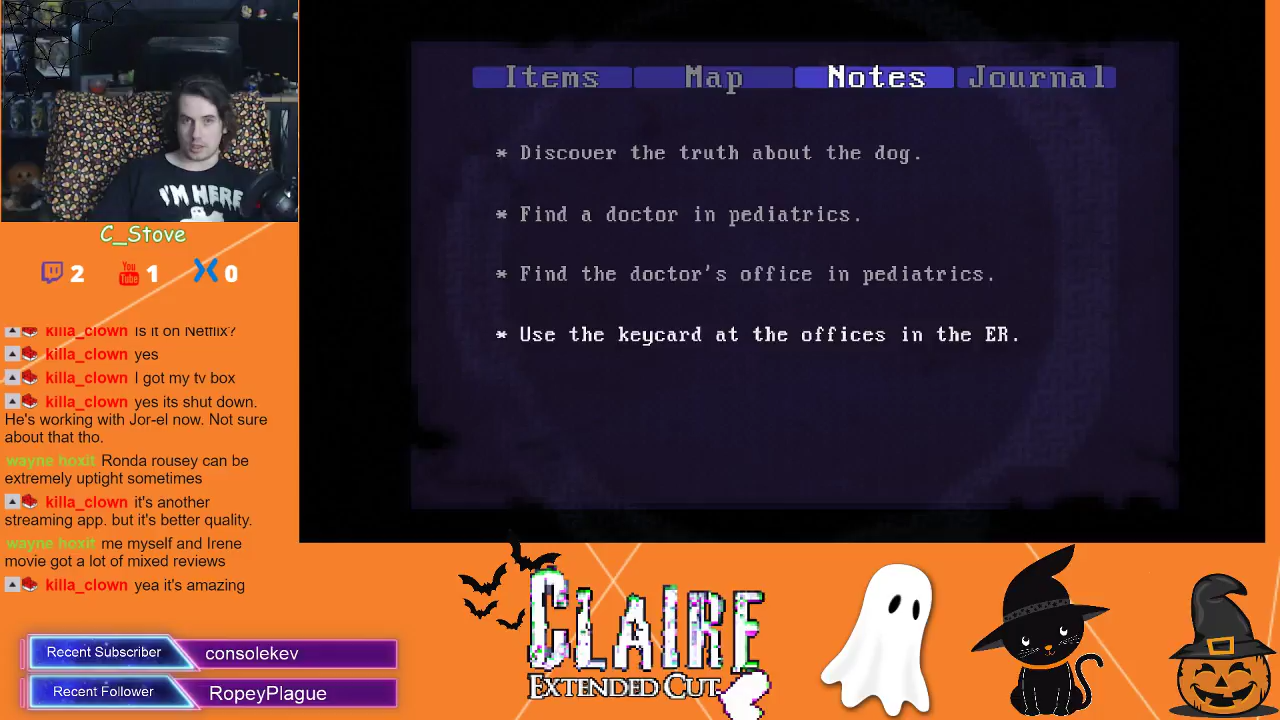 Items Map Notes Journal
* Discover the truth about the dog.
* Find a doctor in pediatrics.
* Find the doctor's office in pediatrics.
* Use the keycard at the offices in the ER.
I'M HERE
C_Stove
2 1 0
killa_clown Is it on Netflix?
killa_clown yes
killa_clown I got my tv box
killa_clown yes its shut down.
He's working with Jor-el now. Not sure
about that tho.
wayne hoxit Ronda rousey can be
extremely uptight sometimes
killa_clown it's another
streaming app. but it's better quality.
wayne hoxit me myself and Irene
movie got a lot of mixed reviews
killa_clown yea it's amazing
Recent Subscriber consolekev
Recent Follower RopeyPlague
CLAIRE
EXTENDED CUT